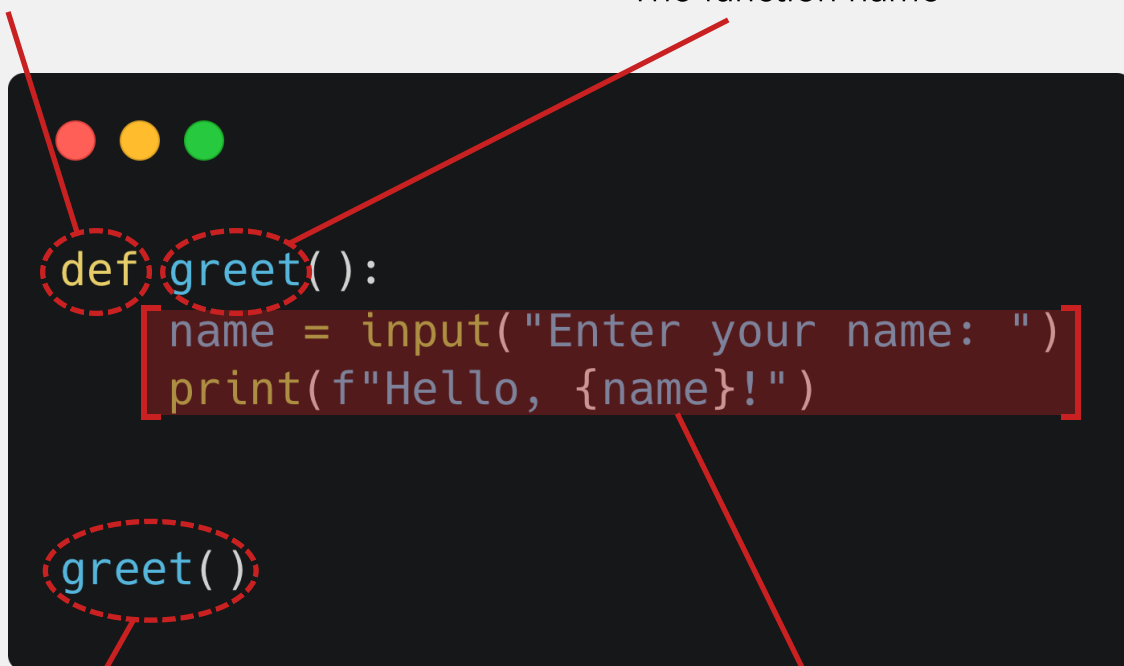 The function name
def greet():
    name = input("Enter your name: ")
    print(f"Hello, {name}!")
greet()